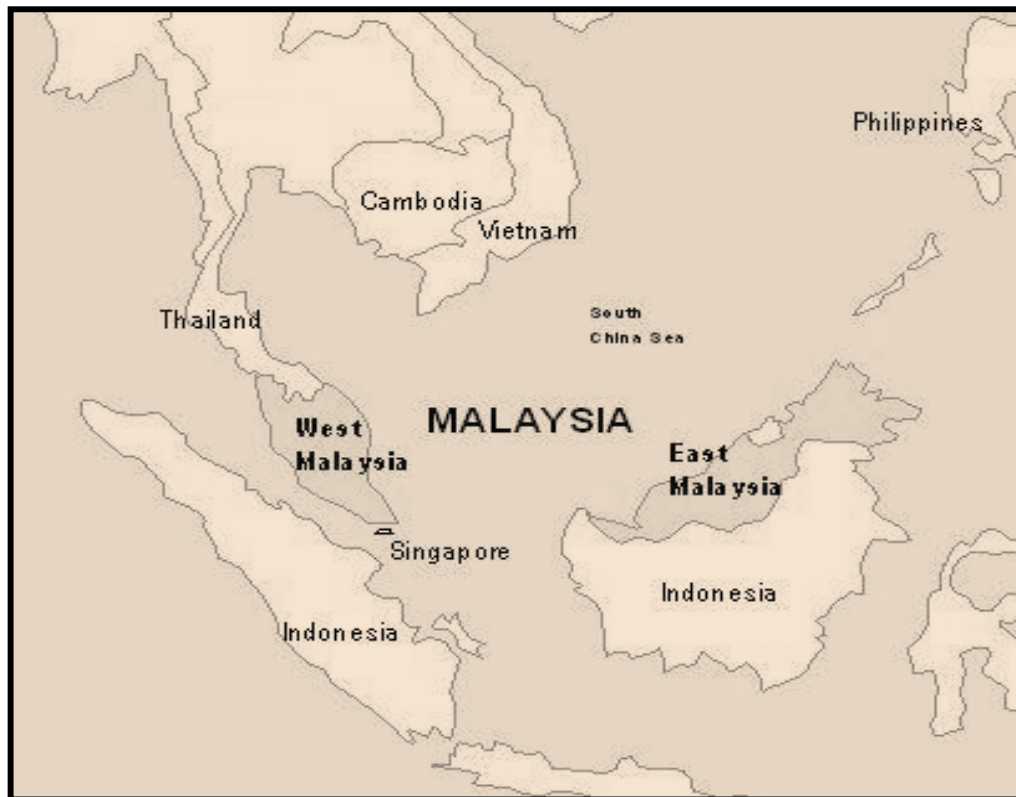 Philippines
Cambodia
Vietnam
South
China Sea
Thailand
MALAYSIA
West
Malaysia
East
Malaysia
Singapore
Indonesia
Indonesia